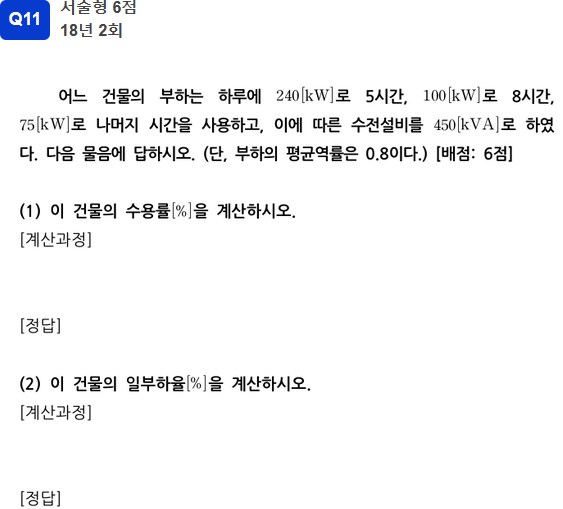 Q11
서술형 6점
18년 2회
어느 건물의 부하는 하루에 240[kW]로 5시간, 100[kW]로 8시간,
75[kW]로 나머지 시간을 사용하고, 이에 따른 수전설비를 450[kVA]로 하였
다. 다음 물음에 답하시오. (단, 부하의 평균역률은 0.8이다.) [배점: 6점]
(1) 이 건물의 수용률[%]을 계산하시오.
[계산과정]
[정답]
(2) 이 건물의 일부하율[%]을 계산하시오.
[계산과정]
[정답]